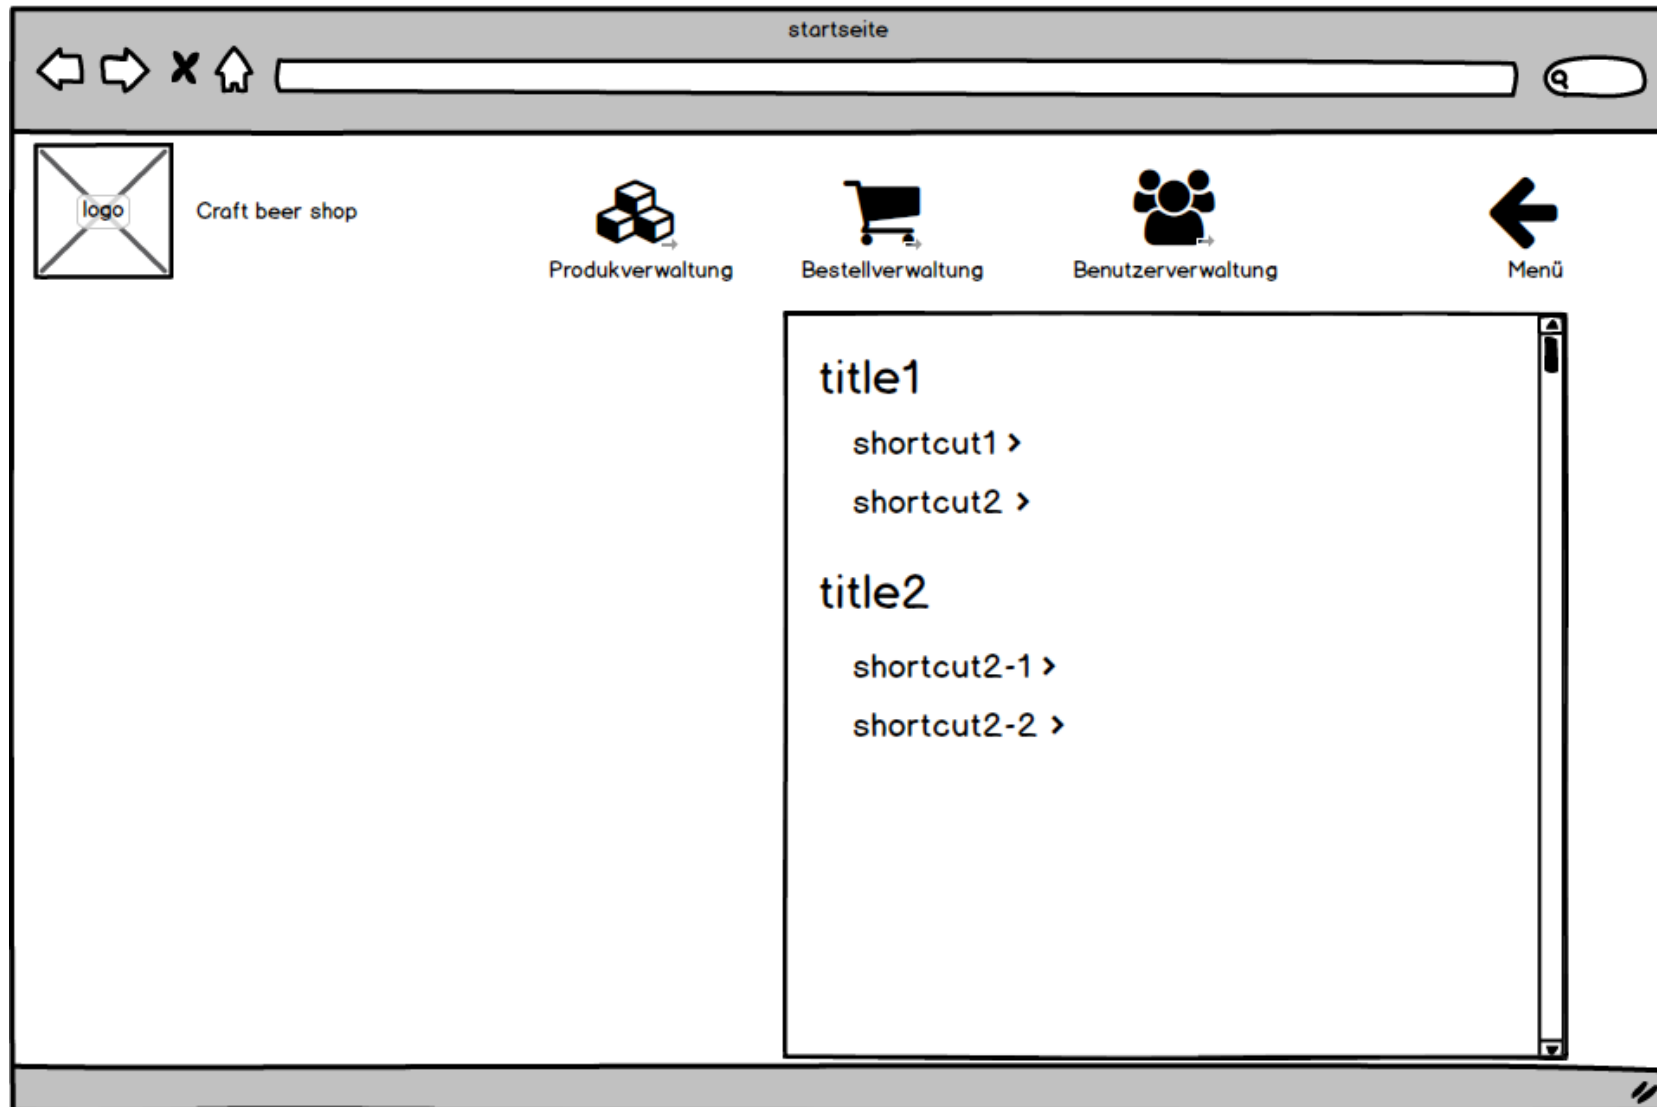 startseite
logo
Craft beer shop
Produkverwaltung
Bestellverwaltung
Benutzerverwaltung
Menü
title1
shortcut1 >
shortcut2 >
title2
shortcut2-1 >
shortcut2-2 >